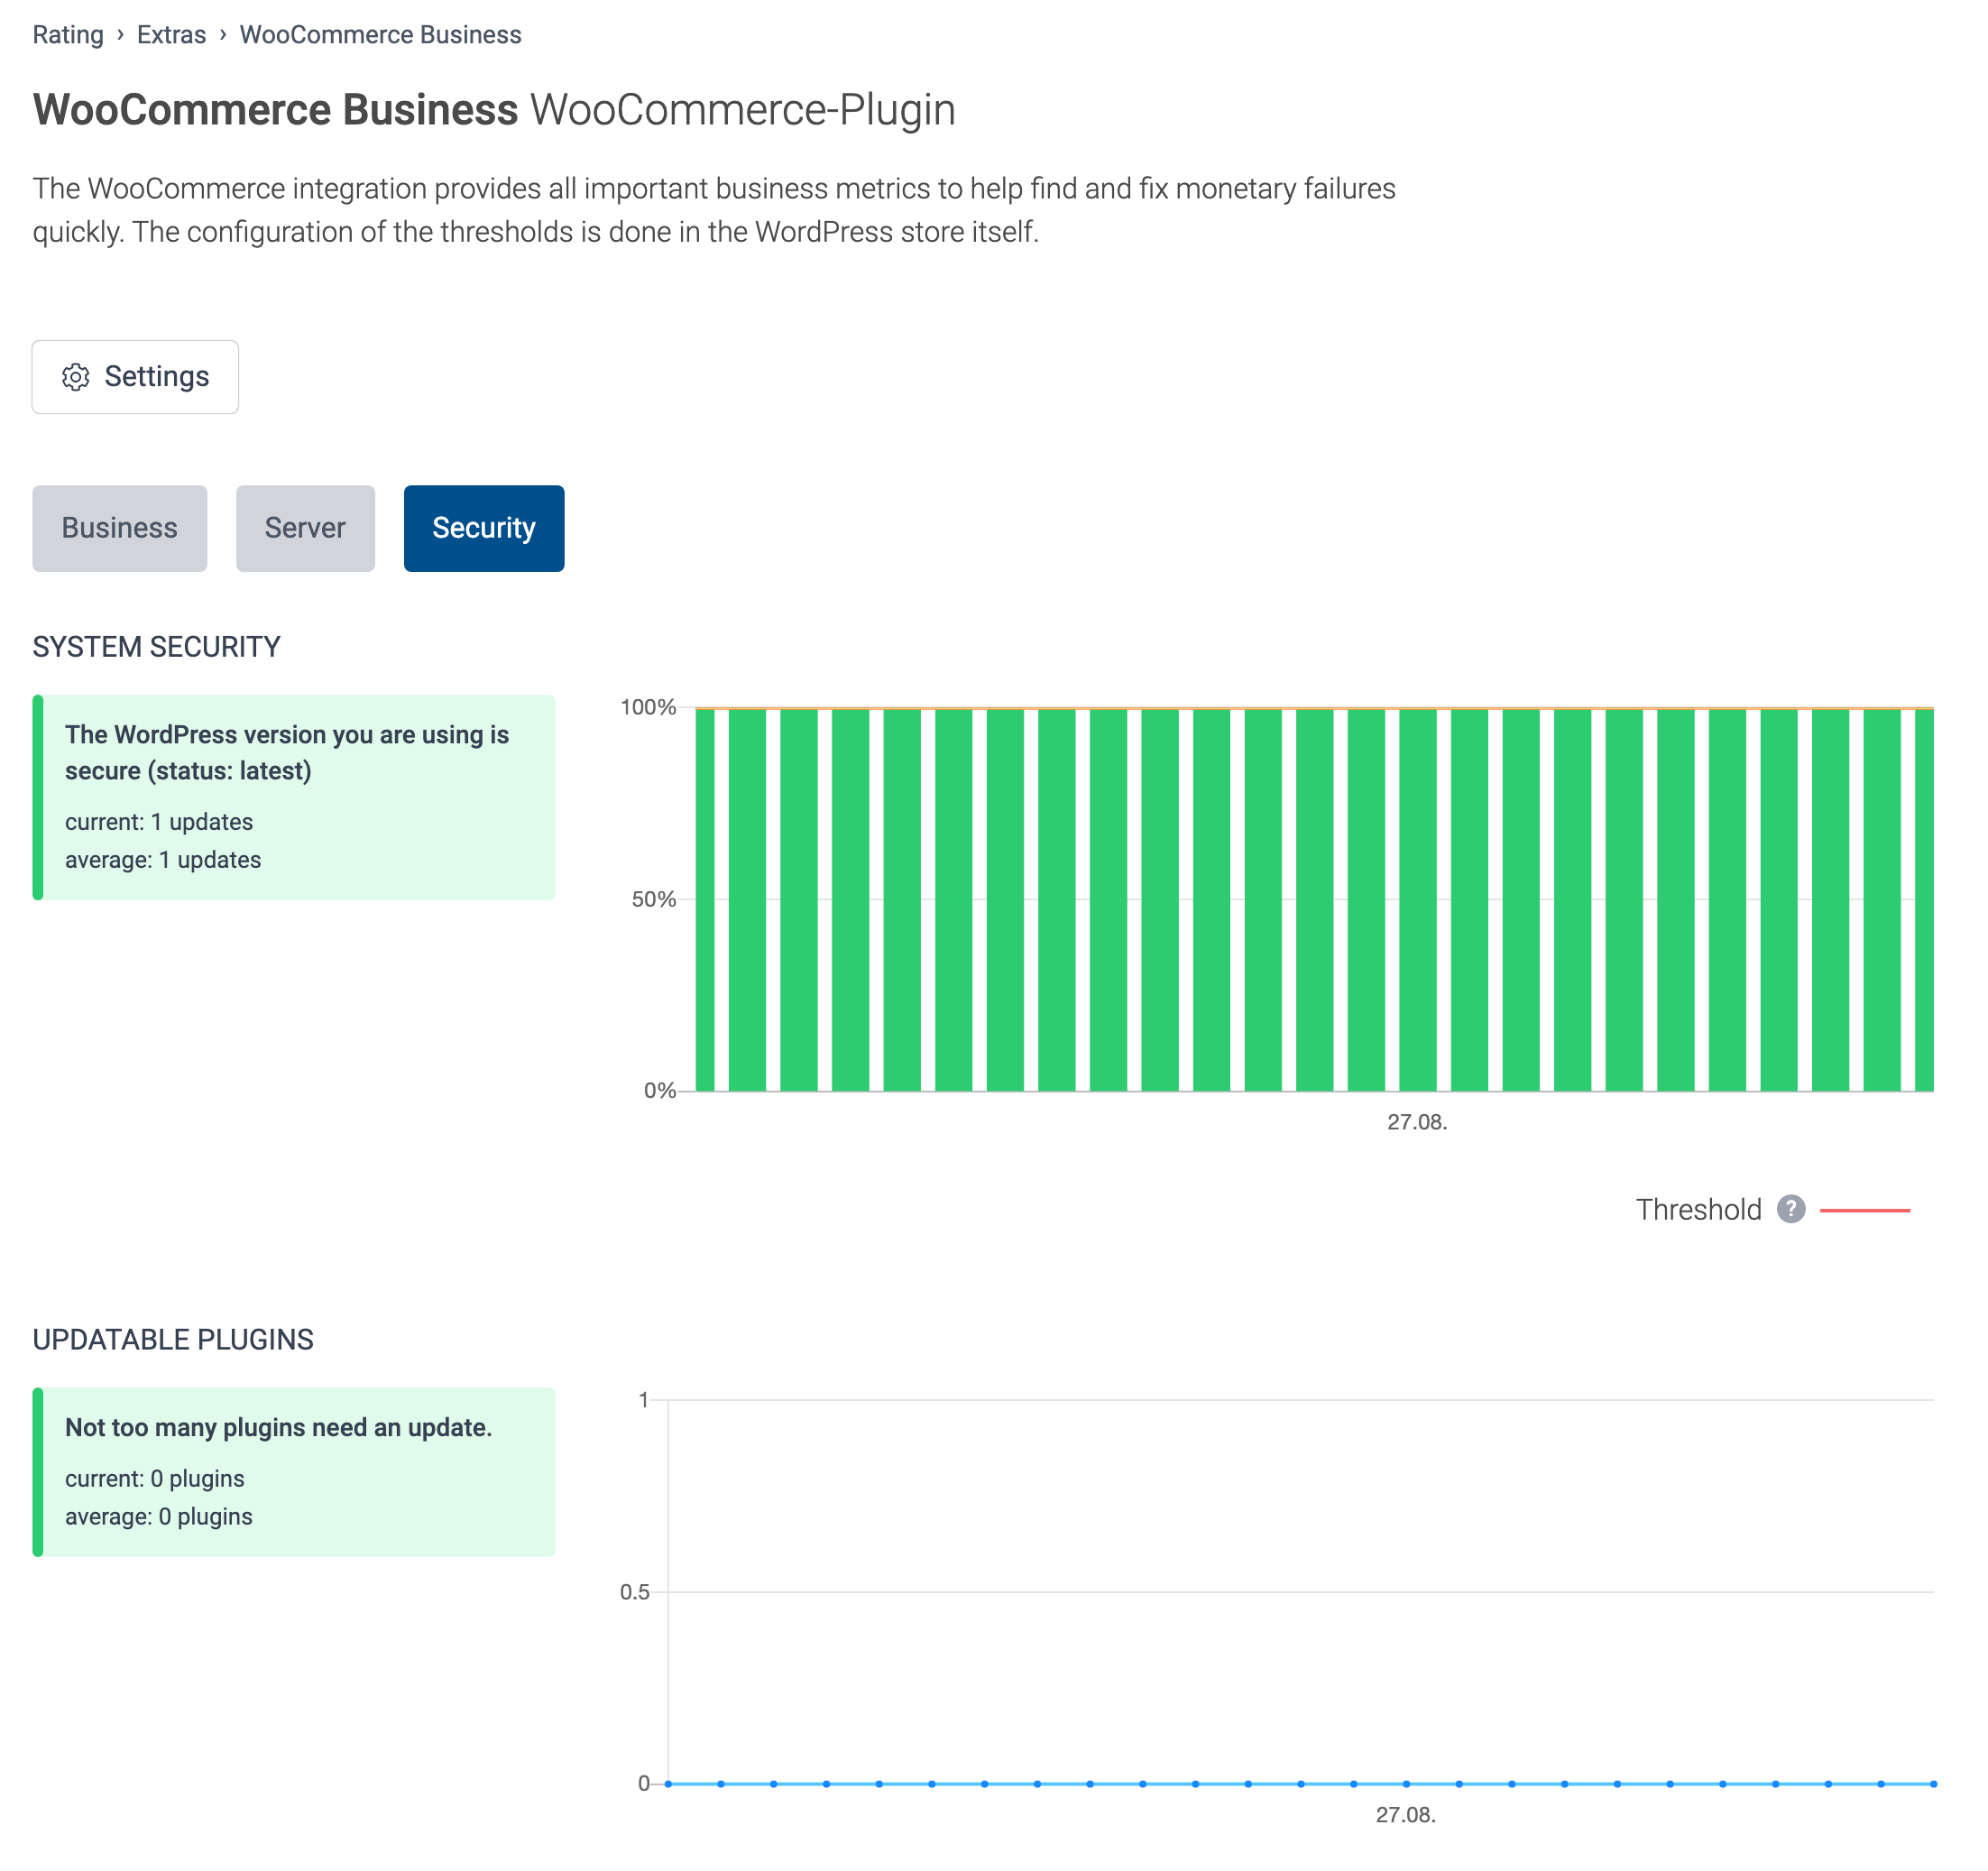 Rating › Extras › WooCommerce Business
WooCommerce Business WooCommerce-Plugin
The WooCommerce integration provides all important business metrics to help find and fix monetary failures
quickly. The configuration of the thresholds is done in the WordPress store itself.
Settings
Business
Server
Security
SYSTEM SECURITY
The WordPress version you are using is
secure (status: latest)
current: 1 updates
average: 1 updates
100%
50%
0%
27.08.
Threshold ?
UPDATABLE PLUGINS
Not too many plugins need an update.
current: 0 plugins
average: 0 plugins
1
0.5
0
27.08.